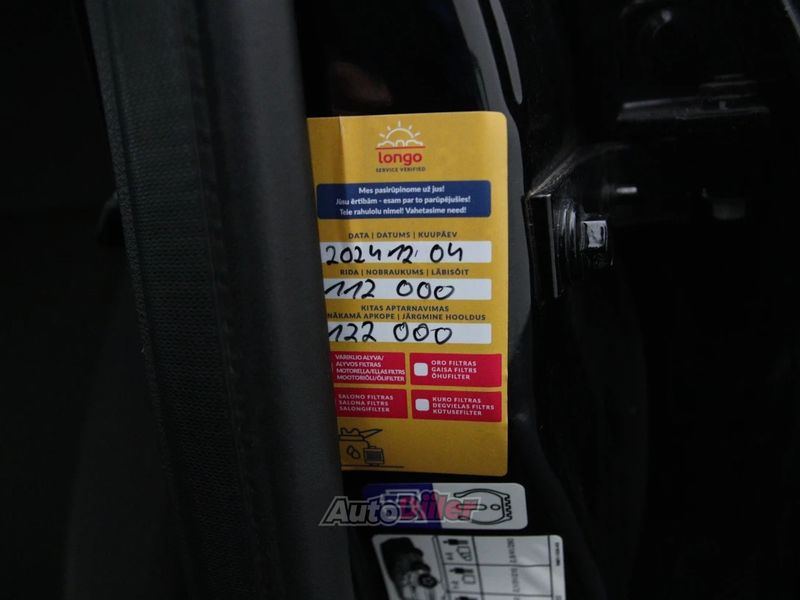 longo
SERVICE VERIFIED
Mes pasirūpinome už jus!
Jūsu ērtībām - esam par to parūpējušies!
Teie rahulolu nimel! Vahetasime need!
DATA | DATUMS | KUUPÄEV
2024 12 04
RIDA | NOBRAUKUMS | LÄBISÕIT
112 000
KITAS APTARNAVIMAS
NĀKAMĀ APKOPE | JÄRGMINE HOOLDUS
122 000
VARIKLIO ALYVA/
ALYVOS FILTRAS
MOTOREĻĻA/EĻĻAS FILTRS
MOOTORIÕLI/ÕLIFILTER
ORO FILTRAS
GAISA FILTRS
ÕHUFILTER
SALONO FILTRAS
SALONA FILTRS
SALONGIFILTER
KURO FILTRAS
DEGVIELAS FILTRS
KÜTUSEFILTER
AutoBiler